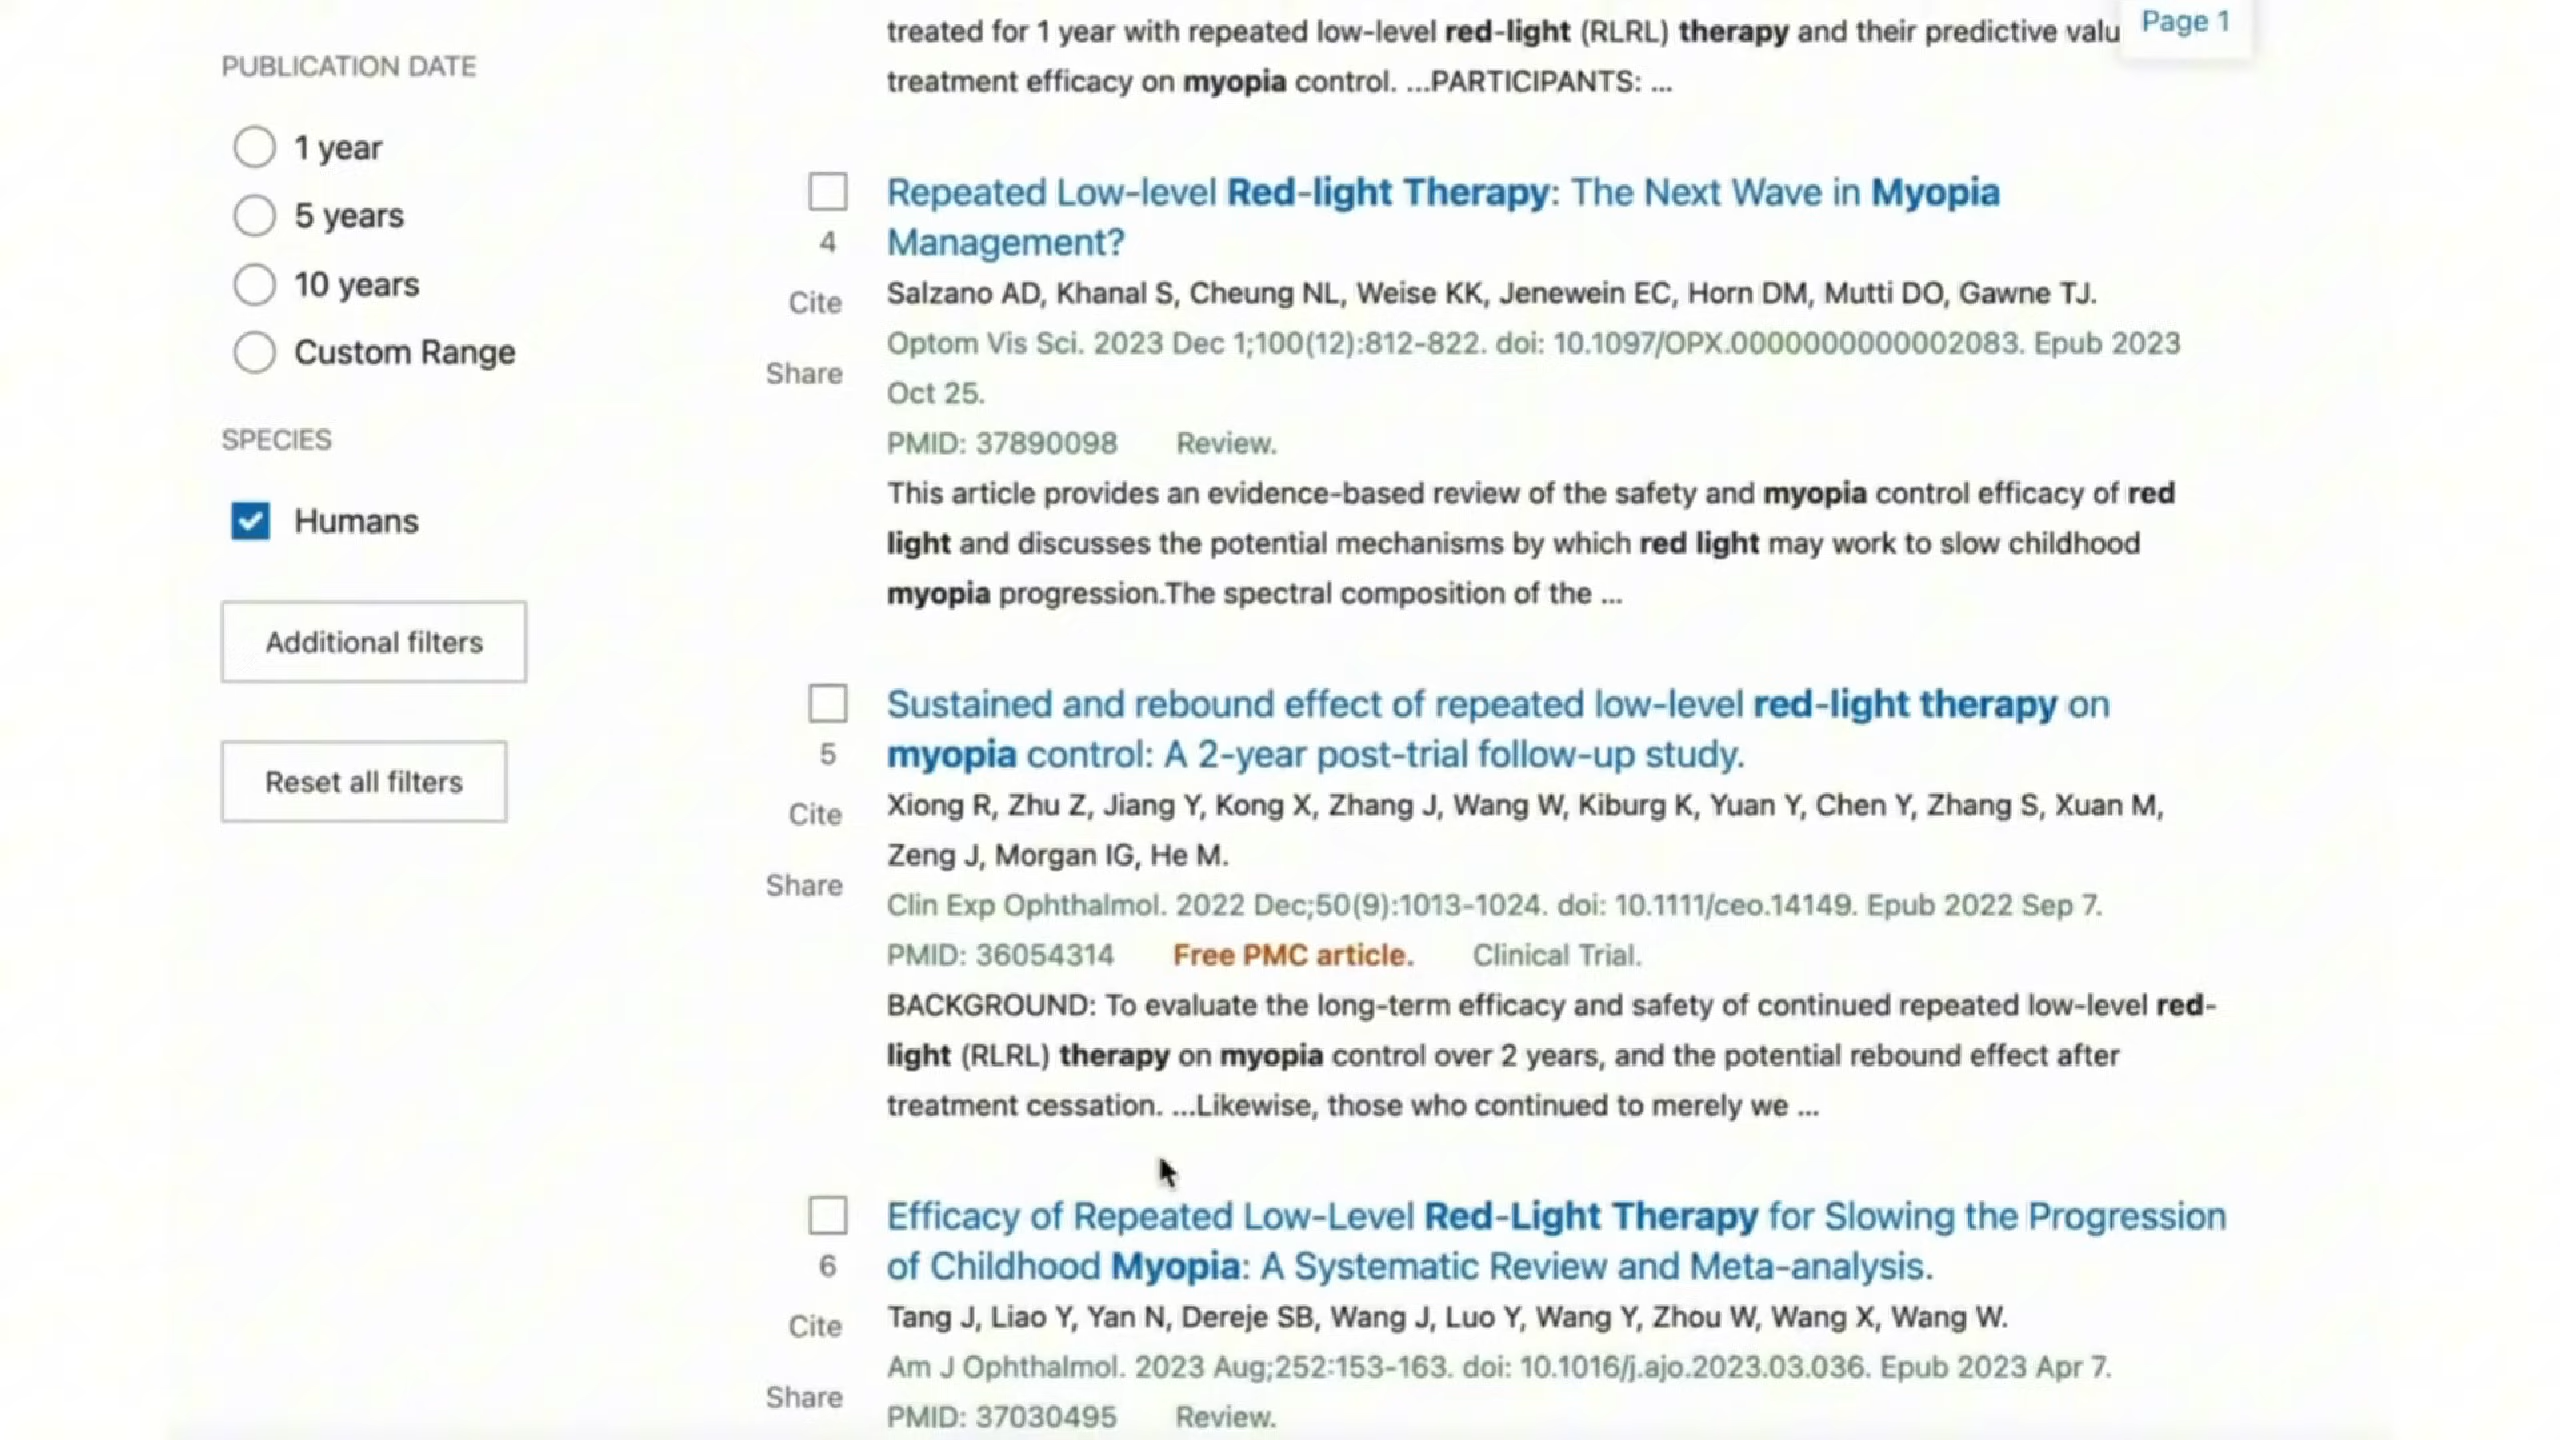 PUBLICATION DATE
1 year
5 years
10 years
Custom Range
SPECIES
Humans
Additional filters
Reset all filters
Page 1
treated for 1 year with repeated low-level red-light (RLRL) therapy and their predictive valu
treatment efficacy on myopia control. ...PARTICIPANTS: ...
4
Cite
Share
Repeated Low-level Red-light Therapy: The Next Wave in Myopia
Management?
Salzano AD, Khanal S, Cheung NL, Weise KK, Jenewein EC, Horn DM, Mutti DO, Gawne TJ.
Optom Vis Sci. 2023 Dec 1;100(12):812-822. doi: 10.1097/OPX.0000000000002083. Epub 2023
Oct 25.
PMID: 37890098 Review.
This article provides an evidence-based review of the safety and myopia control efficacy of red
light and discusses the potential mechanisms by which red light may work to slow childhood
myopia progression.The spectral composition of the ...
5
Cite
Share
Sustained and rebound effect of repeated low-level red-light therapy on
myopia control: A 2-year post-trial follow-up study.
Xiong R, Zhu Z, Jiang Y, Kong X, Zhang J, Wang W, Kiburg K, Yuan Y, Chen Y, Zhang S, Xuan M,
Zeng J, Morgan IG, He M.
Clin Exp Ophthalmol. 2022 Dec;50(9):1013-1024. doi: 10.1111/ceo.14149. Epub 2022 Sep 7.
PMID: 36054314 Free PMC article. Clinical Trial.
BACKGROUND: To evaluate the long-term efficacy and safety of continued repeated low-level red-
light (RLRL) therapy on myopia control over 2 years, and the potential rebound effect after
treatment cessation. ...Likewise, those who continued to merely we ...
6
Cite
Share
Efficacy of Repeated Low-Level Red-Light Therapy for Slowing the Progression
of Childhood Myopia: A Systematic Review and Meta-analysis.
Tang J, Liao Y, Yan N, Dereje SB, Wang J, Luo Y, Wang Y, Zhou W, Wang X, Wang W.
Am J Ophthalmol. 2023 Aug;252:153-163. doi: 10.1016/j.ajo.2023.03.036. Epub 2023 Apr 7.
PMID: 37030495 Review.